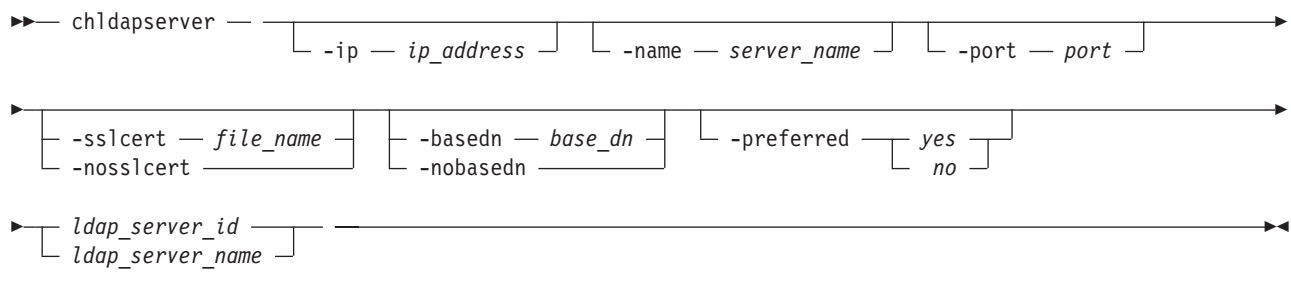 chldapserver
-ip ip_address -name server_name -port port
-sslcert file_name -basedn base_dn -preferred yes
-nosslcert -nobasedn no
ldap_server_id
ldap_server_name